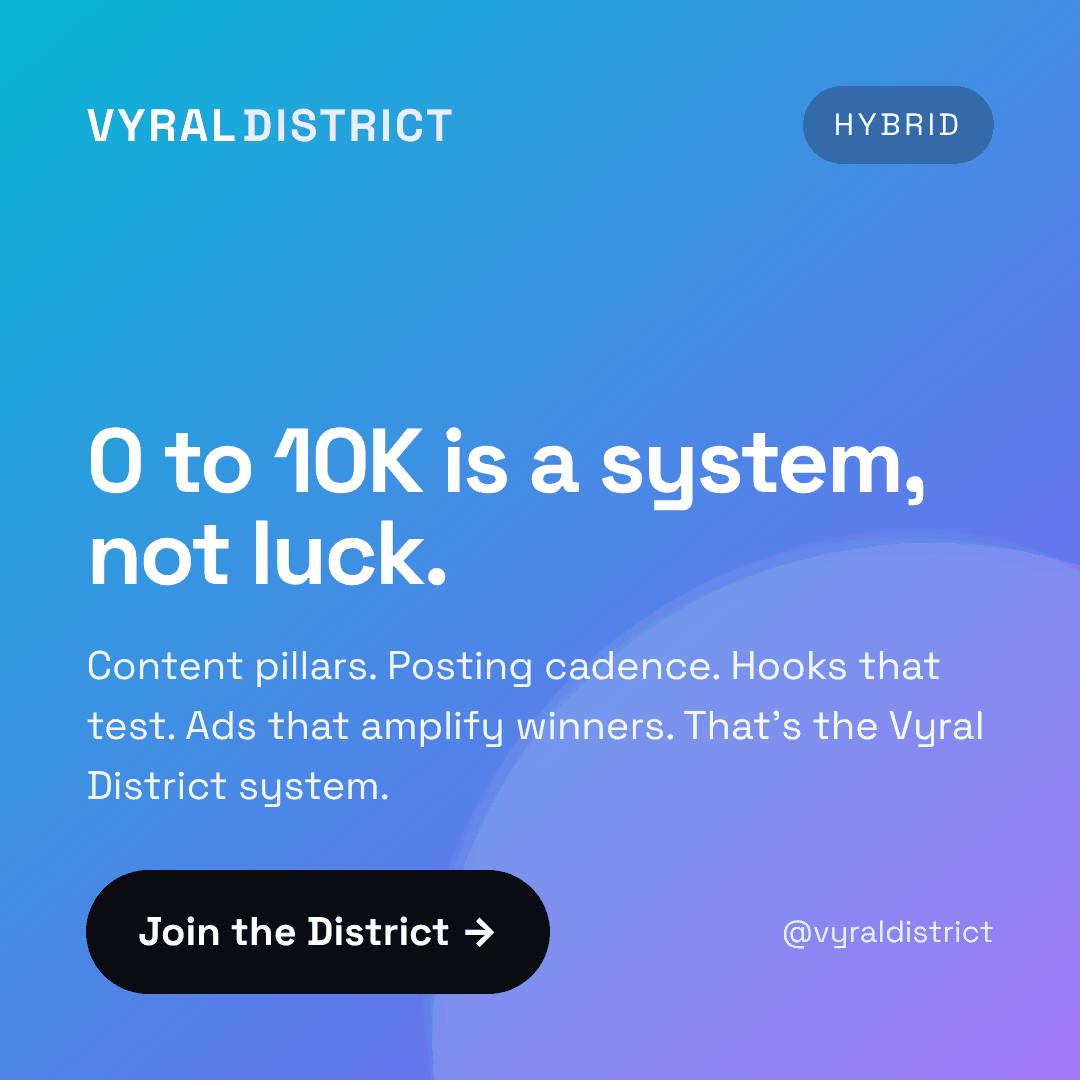 VYRAL DISTRICT
HYBRID
0 to 10K is a system,
not luck.
Content pillars. Posting cadence. Hooks that
test. Ads that amplify winners. That’s the Vyral
District system.
Join the District →
@vyraldistrict